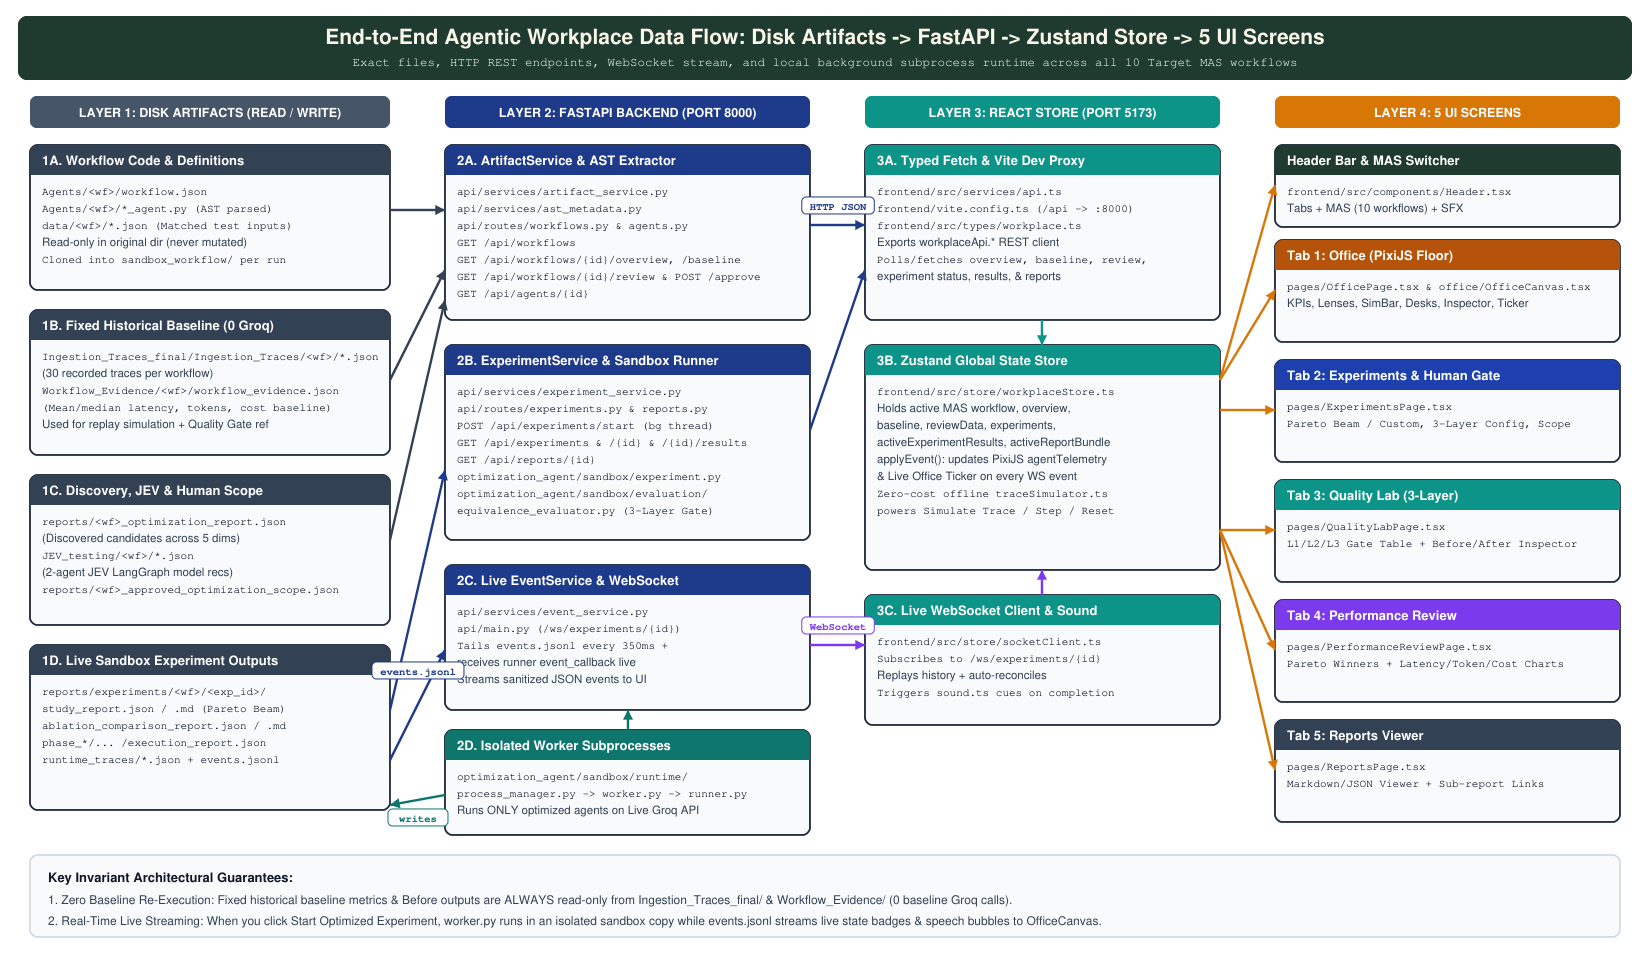 End-to-End Agentic Workplace Data Flow: Disk Artifacts -> FastAPI -> Zustand Store -> 5 UI Screens
Exact files, HTTP REST endpoints, WebSocket stream, and local background subprocess runtime across all 10 Target MAS workflows
LAYER 1: DISK ARTIFACTS (READ / WRITE)
1A. Workflow Code & Definitions
Agents/<wf>/workflow.json
Agents/<wf>/*_agent.py (AST parsed)
data/<wf>/*.json (Matched test inputs)
Read-only in original dir (never mutated)
Cloned into sandbox_workflow/ per run
1B. Fixed Historical Baseline (0 Groq)
Ingestion_Traces_final/Ingestion_Traces/<wf>/*.json
(30 recorded traces per workflow)
Workflow_Evidence/<wf>/workflow_evidence.json
(Mean/median latency, tokens, cost baseline)
Used for replay simulation + Quality Gate ref
1C. Discovery, JEV & Human Scope
reports/<wf>_optimization_report.json
(Discovered candidates across 5 dims)
JEV_testing/<wf>/*.json
(2-agent JEV LangGraph model recs)
reports/<wf>_approved_optimization_scope.json
1D. Live Sandbox Experiment Outputs
reports/experiments/<wf>/<exp_id>/
study_report.json / .md (Pareto Beam)
ablation_comparison_report.json / .md
phase_*/... /execution_report.json
runtime_traces/*.json + events.jsonl
events.jsonl
writes
LAYER 2: FASTAPI BACKEND (PORT 8000)
2A. ArtifactService & AST Extractor
api/services/artifact_service.py
api/services/ast_metadata.py
api/routes/workflows.py & agents.py
GET /api/workflows
GET /api/workflows/{id}/overview, /baseline
GET /api/workflows/{id}/review & POST /approve
GET /api/agents/{id}
2B. ExperimentService & Sandbox Runner
api/services/experiment_service.py
api/routes/experiments.py & reports.py
POST /api/experiments/start (bg thread)
GET /api/experiments & /{id} & /{id}/results
GET /api/reports/{id}
optimization_agent/sandbox/experiment.py
optimization_agent/sandbox/evaluation/
equivalence_evaluator.py (3-Layer Gate)
2C. Live EventService & WebSocket
api/services/event_service.py
api/main.py (/ws/experiments/{id})
Tails events.jsonl every 350ms +
receives runner event_callback live
Streams sanitized JSON events to UI
2D. Isolated Worker Subprocesses
optimization_agent/sandbox/runtime/
process_manager.py -> worker.py -> runner.py
Runs ONLY optimized agents on Live Groq API
HTTP JSON
WebSocket
LAYER 3: REACT STORE (PORT 5173)
3A. Typed Fetch & Vite Dev Proxy
frontend/src/services/api.ts
frontend/vite.config.ts (/api -> :8000)
frontend/src/types/workplace.ts
Exports workplaceApi.* REST client
Polls/fetches overview, baseline, review,
experiment status, results, & reports
3B. Zustand Global State Store
frontend/src/store/workplaceStore.ts
Holds active MAS workflow, overview,
baseline, reviewData, experiments,
activeExperimentResults, activeReportBundle
applyEvent(): updates PixiJS agentTelemetry
& Live Office Ticker on every WS event
Zero-cost offline traceSimulator.ts
powers Simulate Trace / Step / Reset
3C. Live WebSocket Client & Sound
frontend/src/store/socketClient.ts
Subscribes to /ws/experiments/{id}
Replays history + auto-reconciles
Triggers sound.ts cues on completion
LAYER 4: 5 UI SCREENS
Header Bar & MAS Switcher
frontend/src/components/Header.tsx
Tabs + MAS (10 workflows) + SFX
Tab 1: Office (PixiJS Floor)
pages/OfficePage.tsx & office/OfficeCanvas.tsx
KPIs, Lenses, SimBar, Desks, Inspector, Ticker
Tab 2: Experiments & Human Gate
pages/ExperimentsPage.tsx
Pareto Beam / Custom, 3-Layer Config, Scope
Tab 3: Quality Lab (3-Layer)
pages/QualityLabPage.tsx
L1/L2/L3 Gate Table + Before/After Inspector
Tab 4: Performance Review
pages/PerformanceReviewPage.tsx
Pareto Winners + Latency/Token/Cost Charts
Tab 5: Reports Viewer
pages/ReportsPage.tsx
Markdown/JSON Viewer + Sub-report Links
Key Invariant Architectural Guarantees:
1. Zero Baseline Re-Execution: Fixed historical baseline metrics & Before outputs are ALWAYS read-only from Ingestion_Traces_final/ & Workflow_Evidence/ (0 baseline Groq calls).
2. Real-Time Live Streaming: When you click Start Optimized Experiment, worker.py runs in an isolated sandbox copy while events.jsonl streams live state badges & speech bubbles to OfficeCanvas.